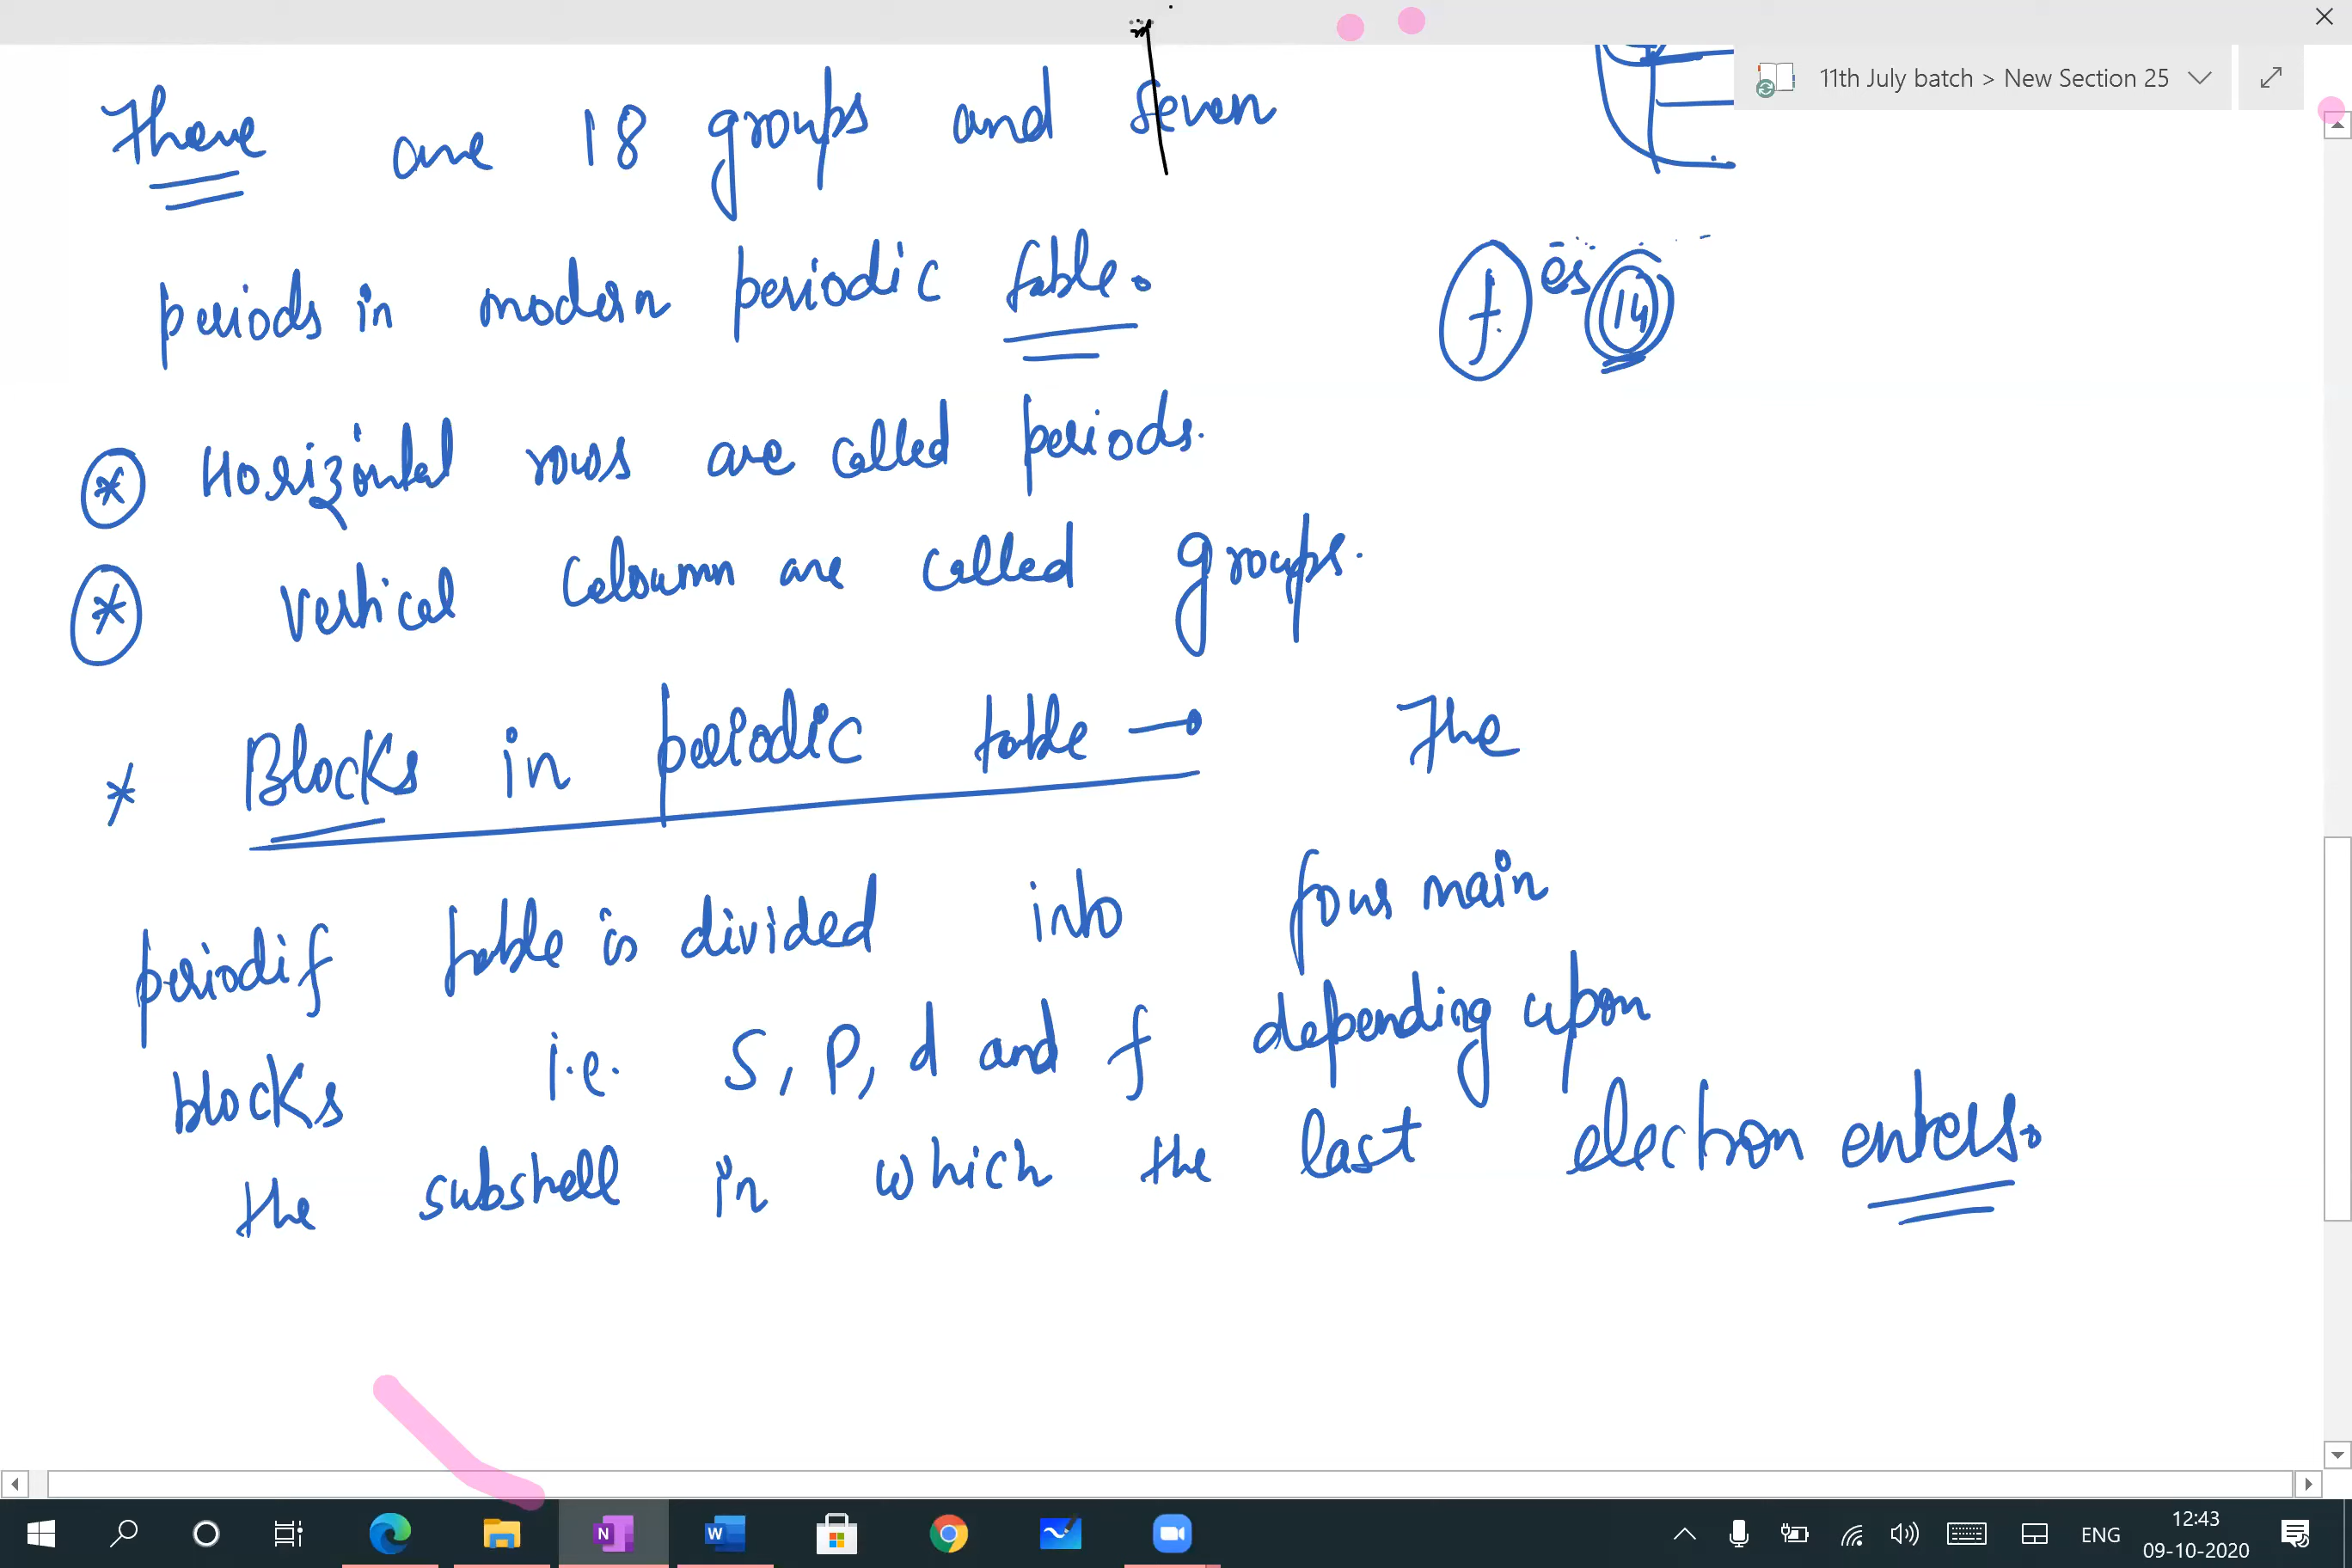 11th July batch > New Section 25
There are 18 groups and seven
periods in modern periodic table.
f és 14
* Horizontal rows are called periods.
* Vertical Coloumn are called groups.
* Blocks in periodic table → The
periodif table is divided into four main
blocks i.e. S, P, d and f depending upon
the subshell in which the last electron enters.
N
W
ENG
12:43
09-10-2020